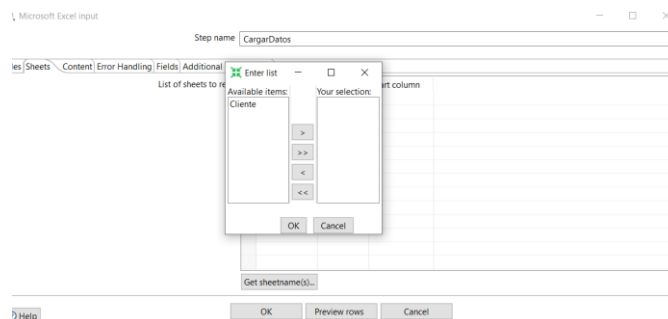 Microsoft Excel input
Step name CargarDatos
Sheets Content Error Handling Fields Additional
Enter list
List of sheets to re
Available items: Your selection:
Cliente
>
>>
<
<<
OK Cancel
Get sheetname(s)...
Help OK Preview rows Cancel